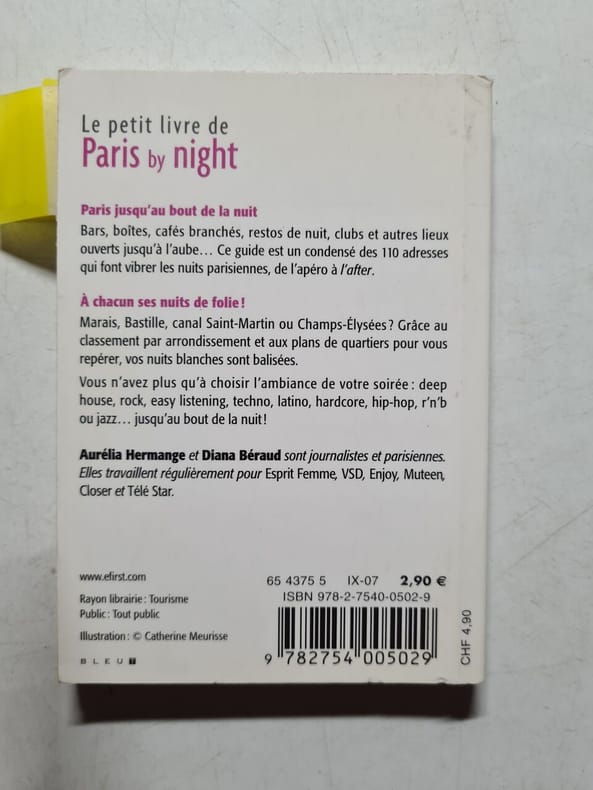 Le petit livre de
Paris by night
Paris jusqu'au bout de la nuit
Bars, boîtes, cafés branchés, restos de nuit, clubs et autres lieux
ouverts jusqu'à l'aube... Ce guide est un condensé des 110 adresses
qui font vibrer les nuits parisiennes, de l'apéro à l'after.
À chacun ses nuits de folie !
Marais, Bastille, canal Saint-Martin ou Champs-Élysées ? Grâce au
classement par arrondissement et aux plans de quartiers pour vous
repérer, vos nuits blanches sont balisées.
Vous n'avez plus qu'à choisir l'ambiance de votre soirée : deep
house, rock, easy listening, techno, latino, hardcore, hip-hop, r'n'b
ou jazz... jusqu'au bout de la nuit !
Aurélia Hermange et Diana Béraud sont journalistes et parisiennes.
Elles travaillent régulièrement pour Esprit Femme, VSD, Enjoy, Muteen,
Closer et Télé Star.
www.efirst.com
Rayon librairie : Tourisme
Public : Tout public
Illustration : © Catherine Meurisse
BLEU T
65 4375 5 IX-07 2,90 €
ISBN 978-2-7540-0502-9
9 782754 005029
CHF 4,90